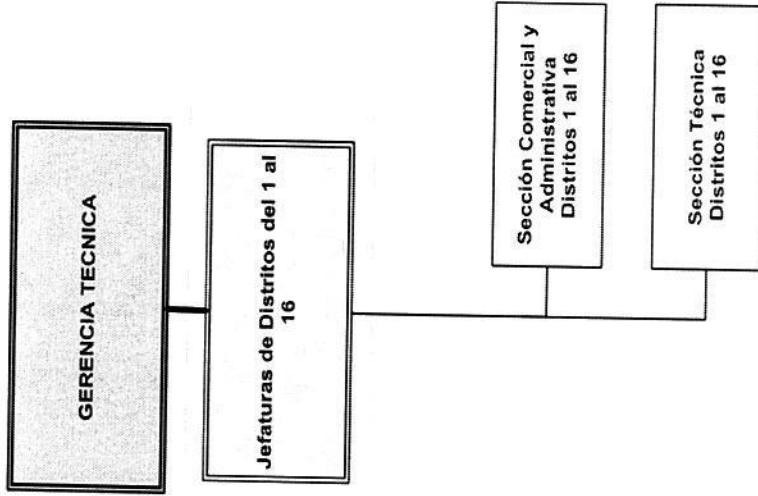 GERENCIA TECNICA
Jefaturas de Distritos del 1 al
16
Sección Comercial y
Administrativa
Distritos 1 al 16
Sección Técnica
Distritos 1 al 16